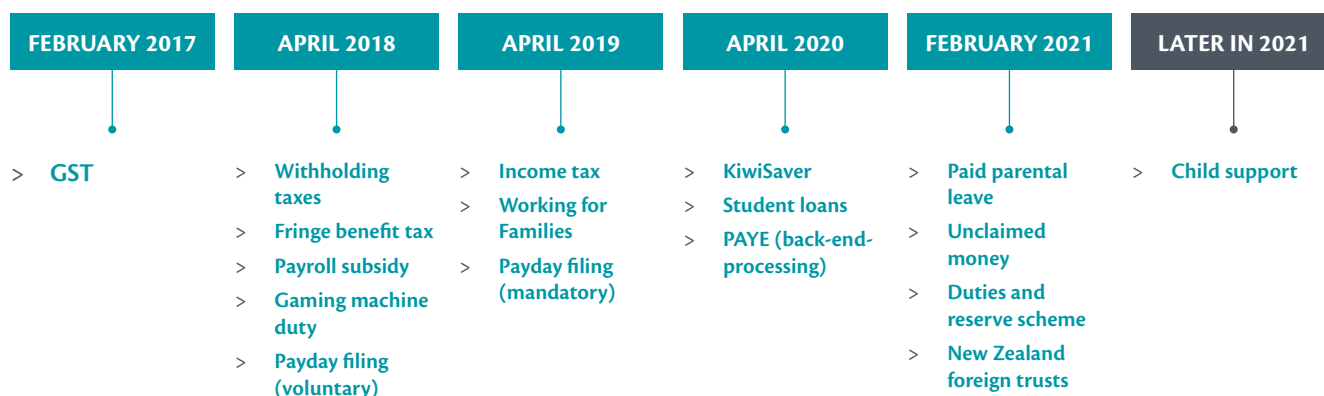 FEBRUARY 2017
> GST
APRIL 2018
> Withholding
taxes
> Fringe benefit tax
> Payroll subsidy
> Gaming machine
duty
> Payday filing
(voluntary)
APRIL 2019
> Income tax
> Working for
Families
> Payday filing
(mandatory)
APRIL 2020
> KiwiSaver
> Student loans
> PAYE (back-end-
processing)
FEBRUARY 2021
> Paid parental
leave
> Unclaimed
money
> Duties and
reserve scheme
> New Zealand
foreign trusts
LATER IN 2021
> Child support